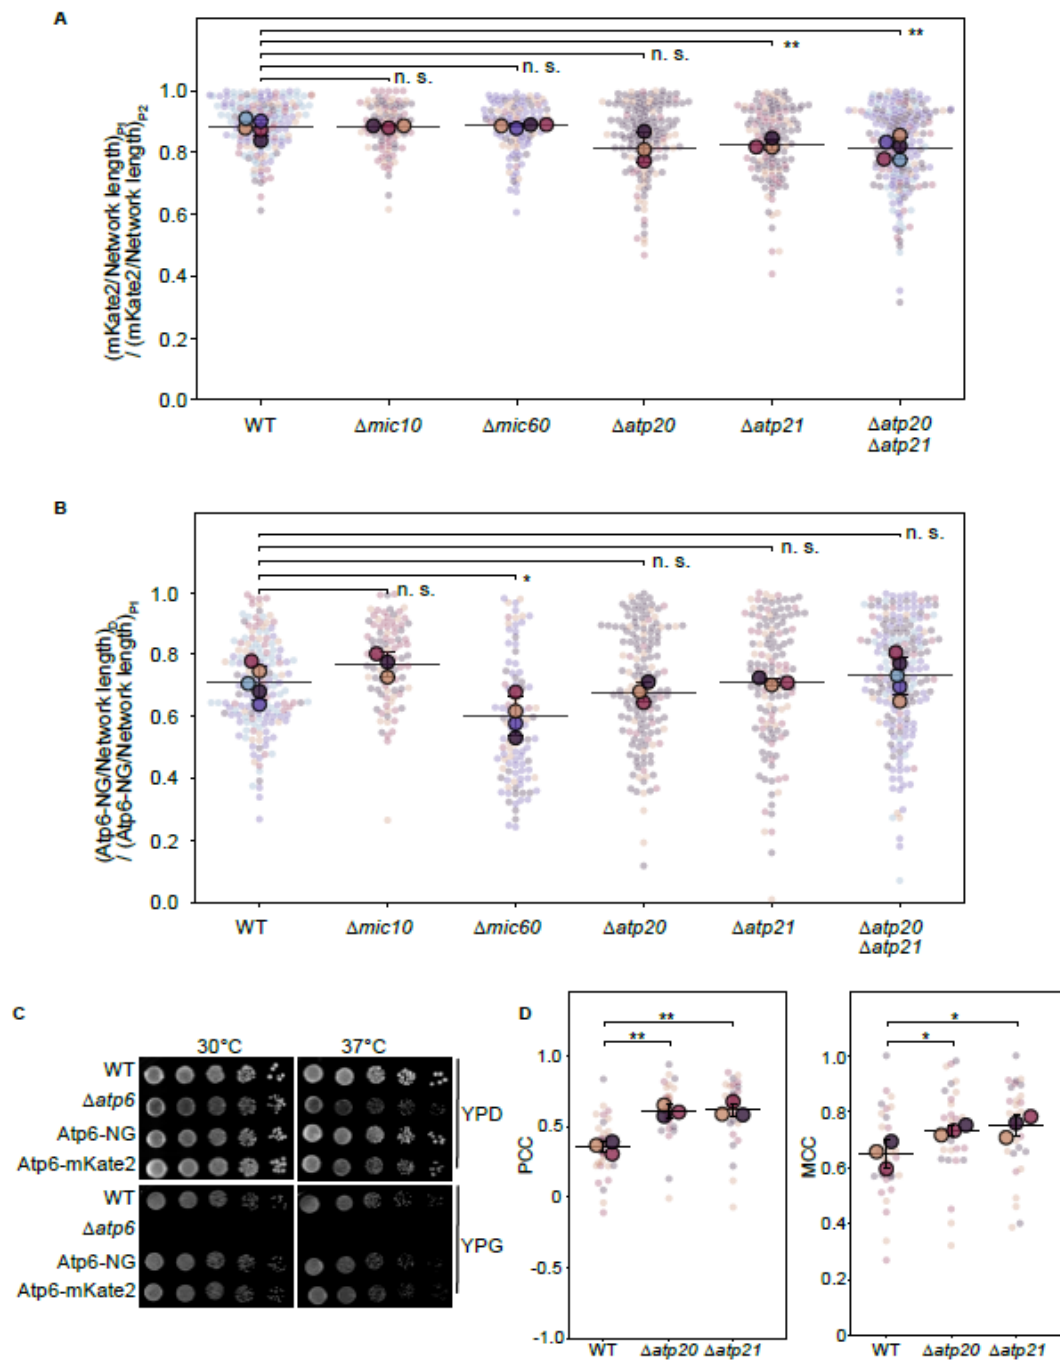 A
(mKate2/Network length)P1
/ (mKate2/Network length)P2
**
**
n. s.
n. s.
n. s.
1.0
0.8
0.6
0.4
0.2
0.0
WT Δmic10 Δmic60 Δatp20 Δatp21 Δatp20
Δatp21
B
(Atp6-NG/Network length)D
/ (Atp6-NG/Network length)P1
n. s.
n. s.
n. s.
*
n. s.
1.0
0.8
0.6
0.4
0.2
0.0
WT Δmic10 Δmic60 Δatp20 Δatp21 Δatp20
Δatp21
C
30°C 37°C
WT
Δatp6
Atp6-NG
Atp6-mKate2
YPD
WT
Δatp6
Atp6-NG
Atp6-mKate2
YPG
D
PCC
**
**
1.0
0.5
0
-0.5
-1.0
WT Δatp20 Δatp21
MCC
*
*
1.0
0.8
0.6
0.4
0.2
0
WT Δatp20 Δatp21